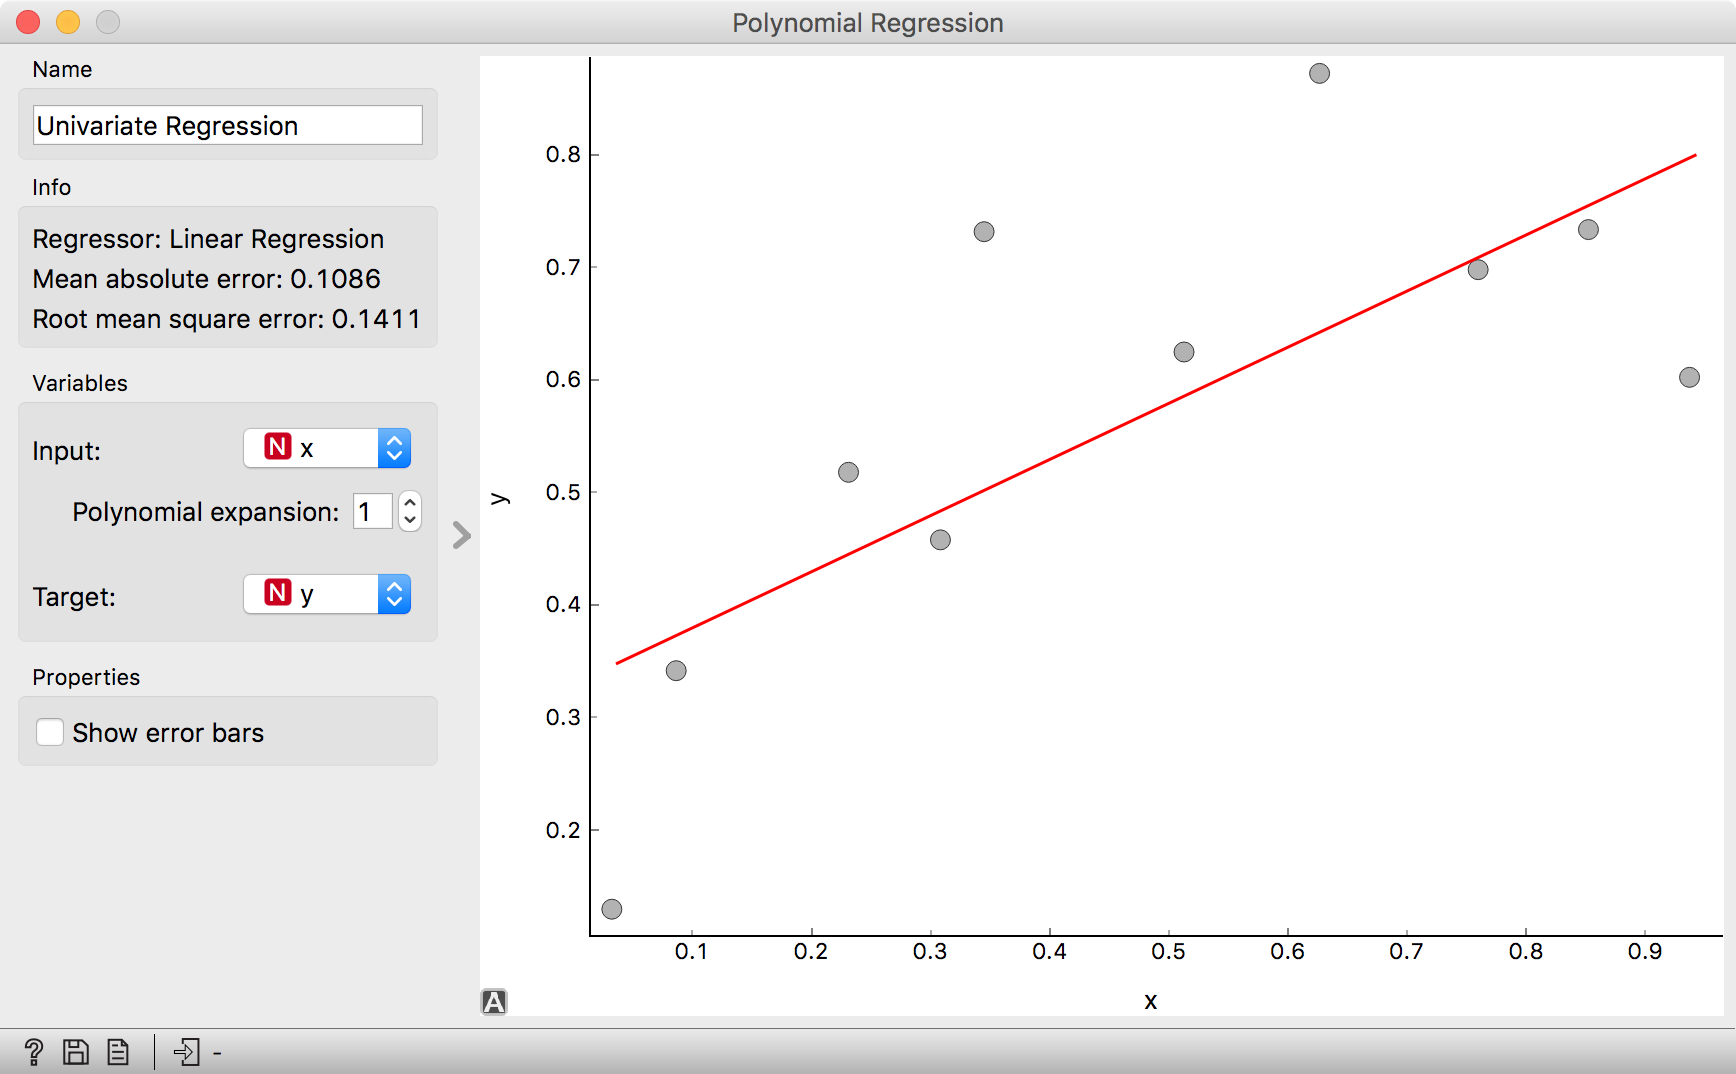 Polynomial Regression
Name
Univariate Regression
Info
Regressor: Linear Regression
Mean absolute error: 0.1086
Root mean square error: 0.1411
Variables
Input: N x
Polynomial expansion: 1
Target: N y
Properties
Show error bars
y
0.8
0.7
0.6
0.5
0.4
0.3
0.2
0.1 0.2 0.3 0.4 0.5 0.6 0.7 0.8 0.9
x
A
? -